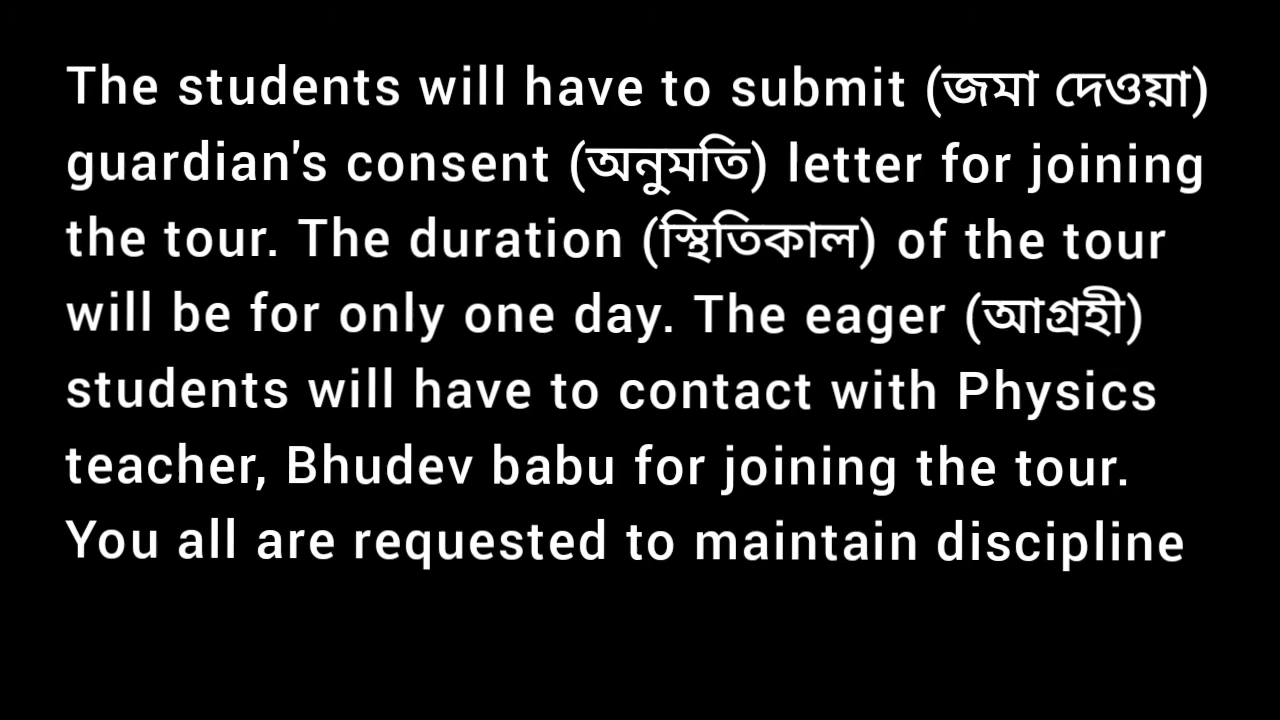 The students will have to submit (জমা দেওয়া)
guardian's consent (অনুমতি) letter for joining
the tour. The duration (স্থিতিকাল) of the tour
will be for only one day. The eager (আগ্রহী)
students will have to contact with Physics
teacher, Bhudev babu for joining the tour.
You all are requested to maintain discipline